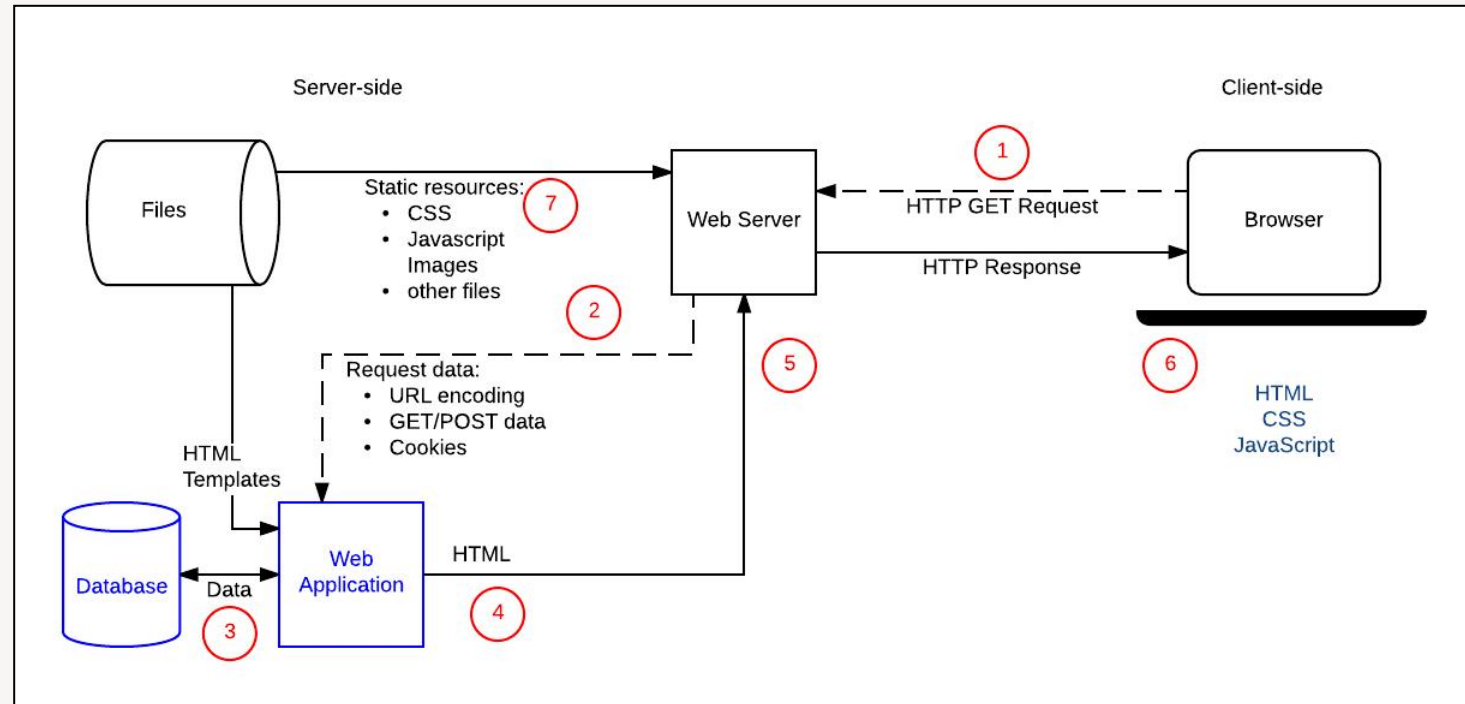 Server-side
Client-side
1
Files
Static resources:
• CSS
• Javascript
Images
• other files
7
Web Server
HTTP GET Request
HTTP Response
Browser
2
Request data:
• URL encoding
• GET/POST data
• Cookies
5
6
HTML
CSS
JavaScript
HTML
Templates
Database
Data
3
Web
Application
HTML
4